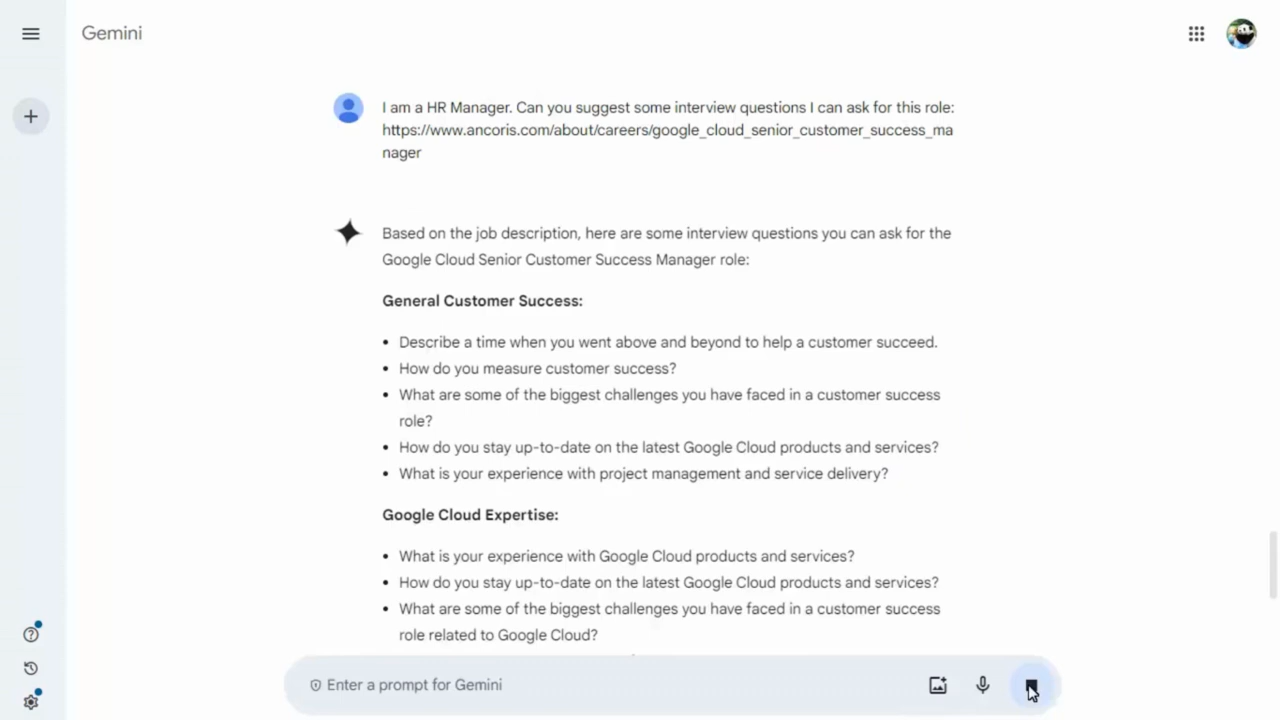 Gemini
I am a HR Manager. Can you suggest some interview questions I can ask for this role:
https://www.ancoris.com/about/careers/google_cloud_senior_customer_success_ma
nager
Based on the job description, here are some interview questions you can ask for the
Google Cloud Senior Customer Success Manager role:
General Customer Success:
• Describe a time when you went above and beyond to help a customer succeed.
• How do you measure customer success?
• What are some of the biggest challenges you have faced in a customer success
role?
• How do you stay up-to-date on the latest Google Cloud products and services?
• What is your experience with project management and service delivery?
Google Cloud Expertise:
• What is your experience with Google Cloud products and services?
• How do you stay up-to-date on the latest Google Cloud products and services?
• What are some of the biggest challenges you have faced in a customer success
role related to Google Cloud?
Enter a prompt for Gemini